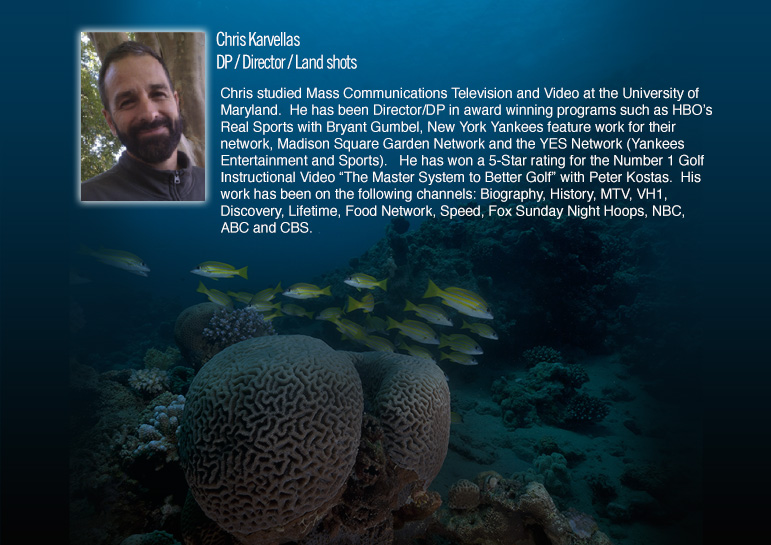 Chris Karvellas
DP / Director / Land shots
Chris studied Mass Communications Television and Video at the University of
Maryland.  He has been Director/DP in award winning programs such as HBO's
Real Sports with Bryant Gumbel, New York Yankees feature work for their
network, Madison Square Garden Network and the YES Network (Yankees
Entertainment and Sports).   He has won a 5-Star rating for the Number 1 Golf
Instructional Video “The Master System to Better Golf” with Peter Kostas.  His
work has been on the following channels: Biography, History, MTV, VH1,
Discovery, Lifetime, Food Network, Speed, Fox Sunday Night Hoops, NBC,
ABC and CBS.